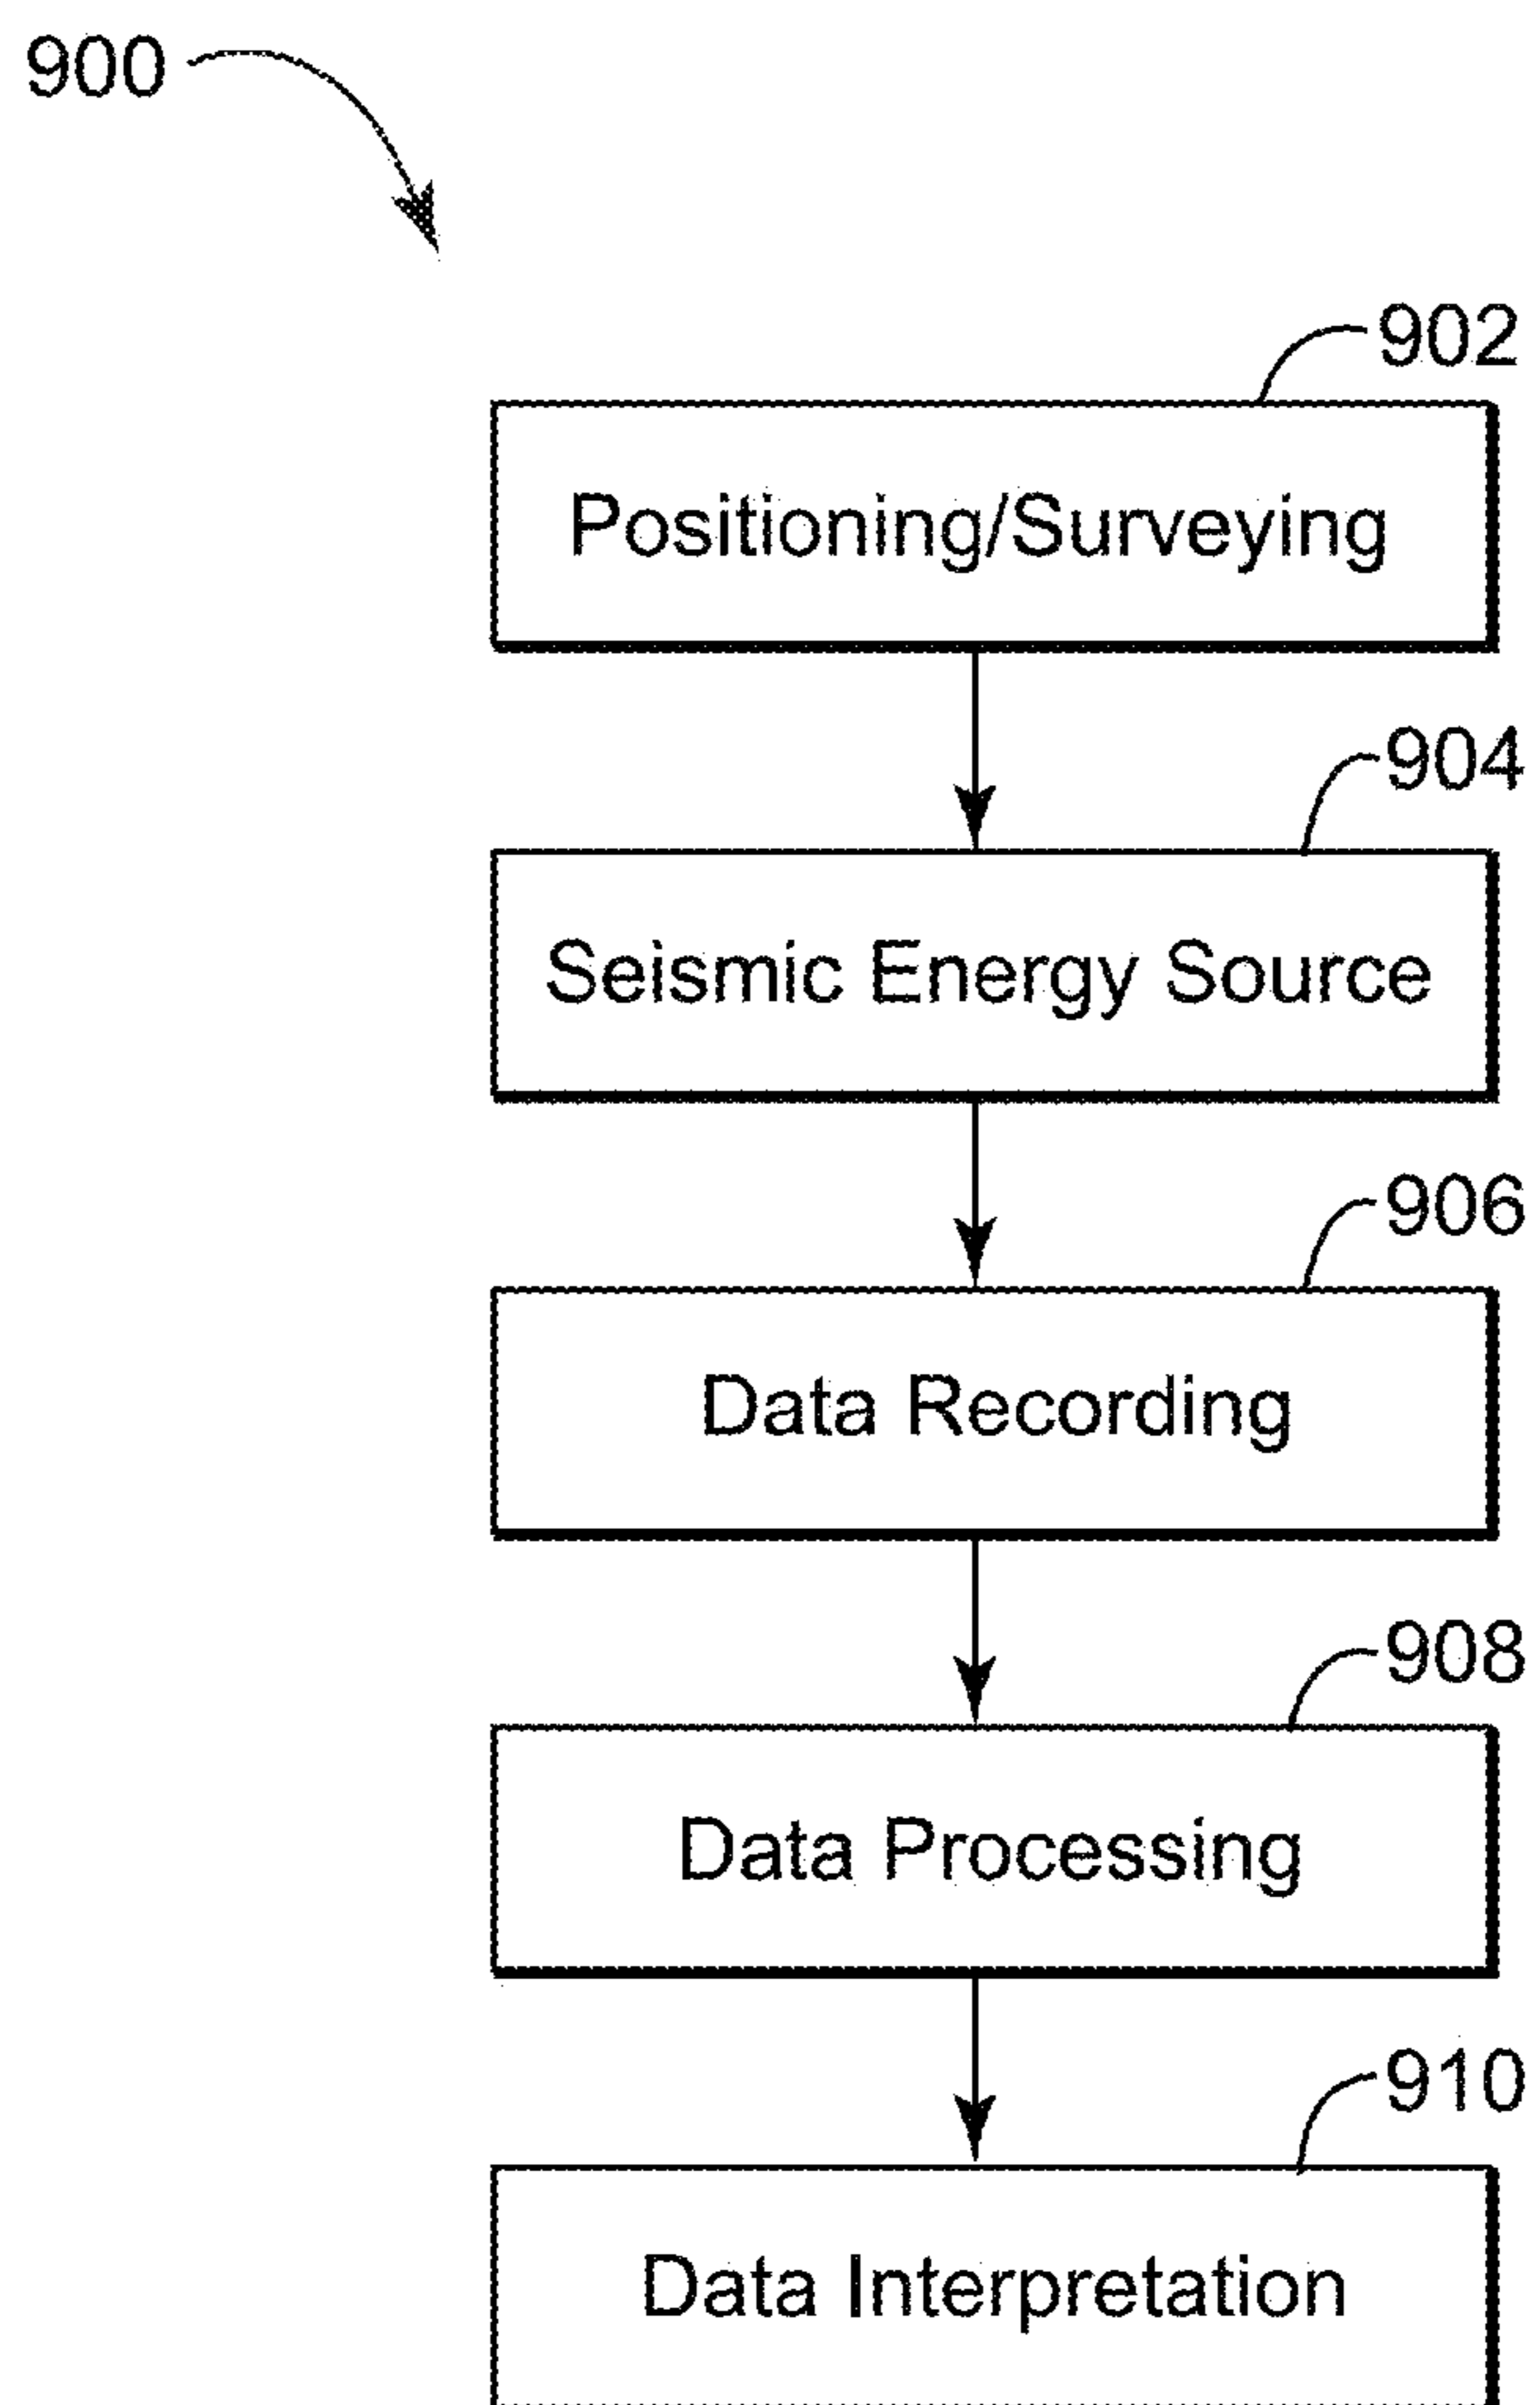 900
902
Positioning/Surveying
904
Seismic Energy Source
906
Data Recording
908
Data Processing
910
Data Interpretation